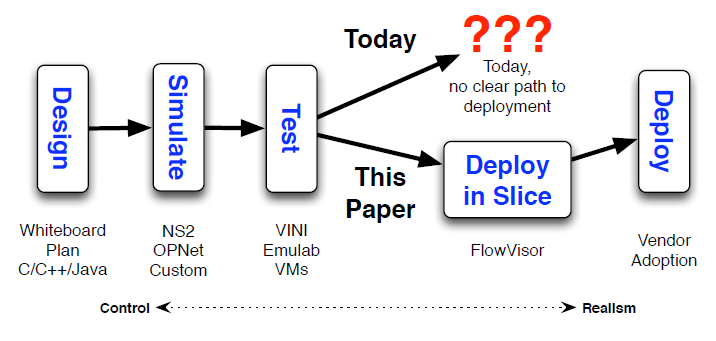 Design
Whiteboard
Plan
C/C++/Java
Simulate
NS2
OPNet
Custom
Test
VINI
Emulab
VMs
Today
???
Today,
no clear path to
deployment
This
Paper
Deploy
in Slice
FlowVisor
Deploy
Vendor
Adoption
Control
Realism